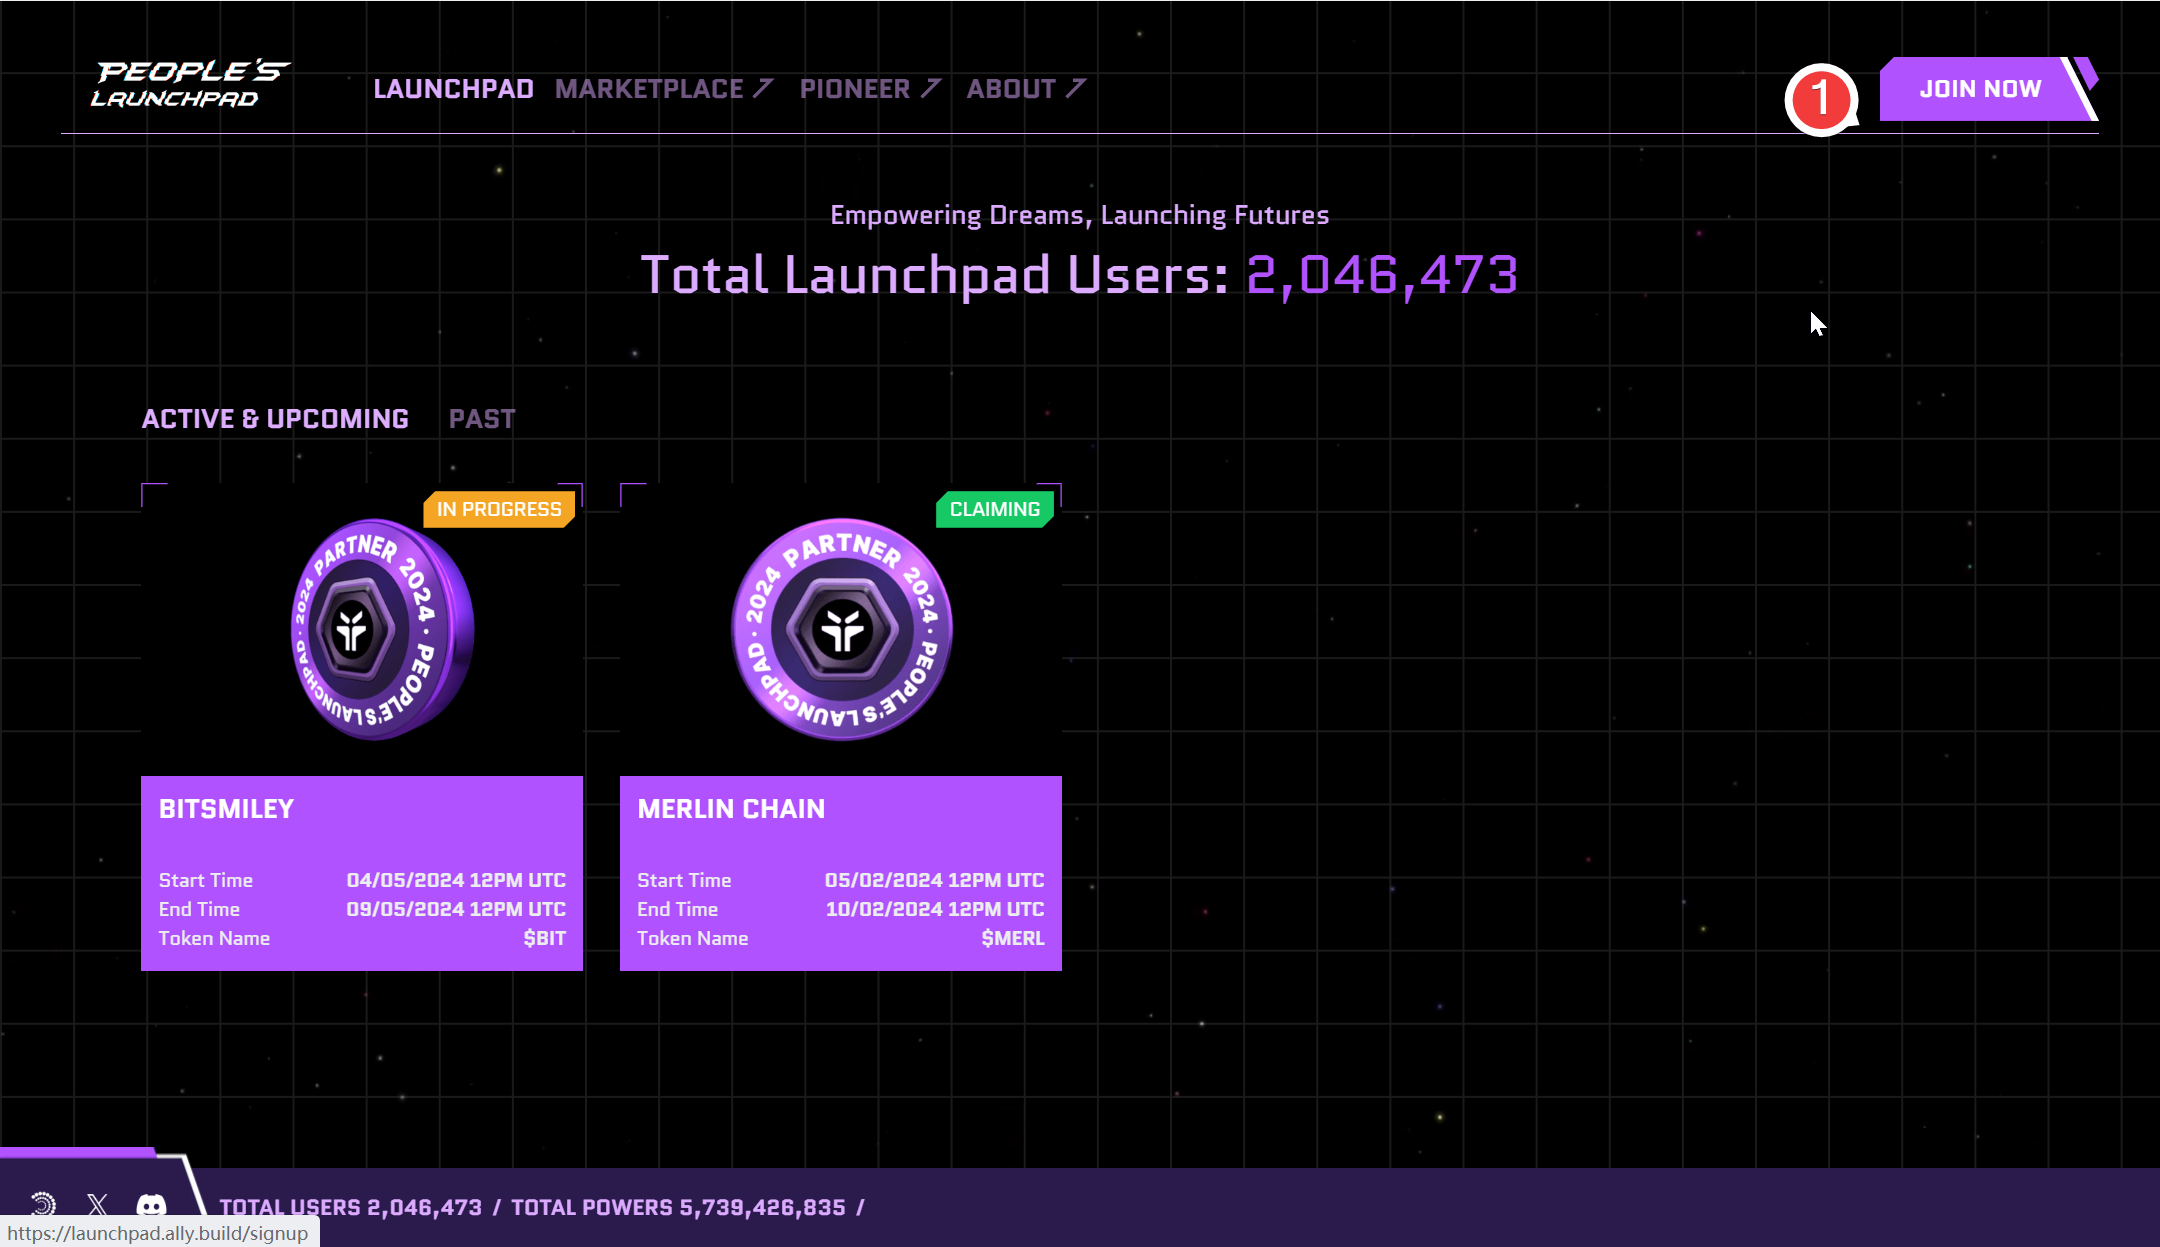 PEOPLE'S
LAUNCHPAD
LAUNCHPAD MARKETPLACE PIONEER ABOUT
1
JOIN NOW
Empowering Dreams, Launching Futures
Total Launchpad Users: 2,046,473
ACTIVE & UPCOMING PAST
IN PROGRESS
2024 PARTNER 2024 · PEOPLE'S LAUNCHPAD ·
CLAIMING
2024 PARTNER 2024 · PEOPLE'S LAUNCHPAD ·
BITSMILEY
Start Time 04/05/2024 12PM UTC
End Time 09/05/2024 12PM UTC
Token Name $BIT
MERLIN CHAIN
Start Time 05/02/2024 12PM UTC
End Time 10/02/2024 12PM UTC
Token Name $MERL
TOTAL USERS 2,046,473 / TOTAL POWERS 5,739,426,835 /
https://launchpad.ally.build/signup